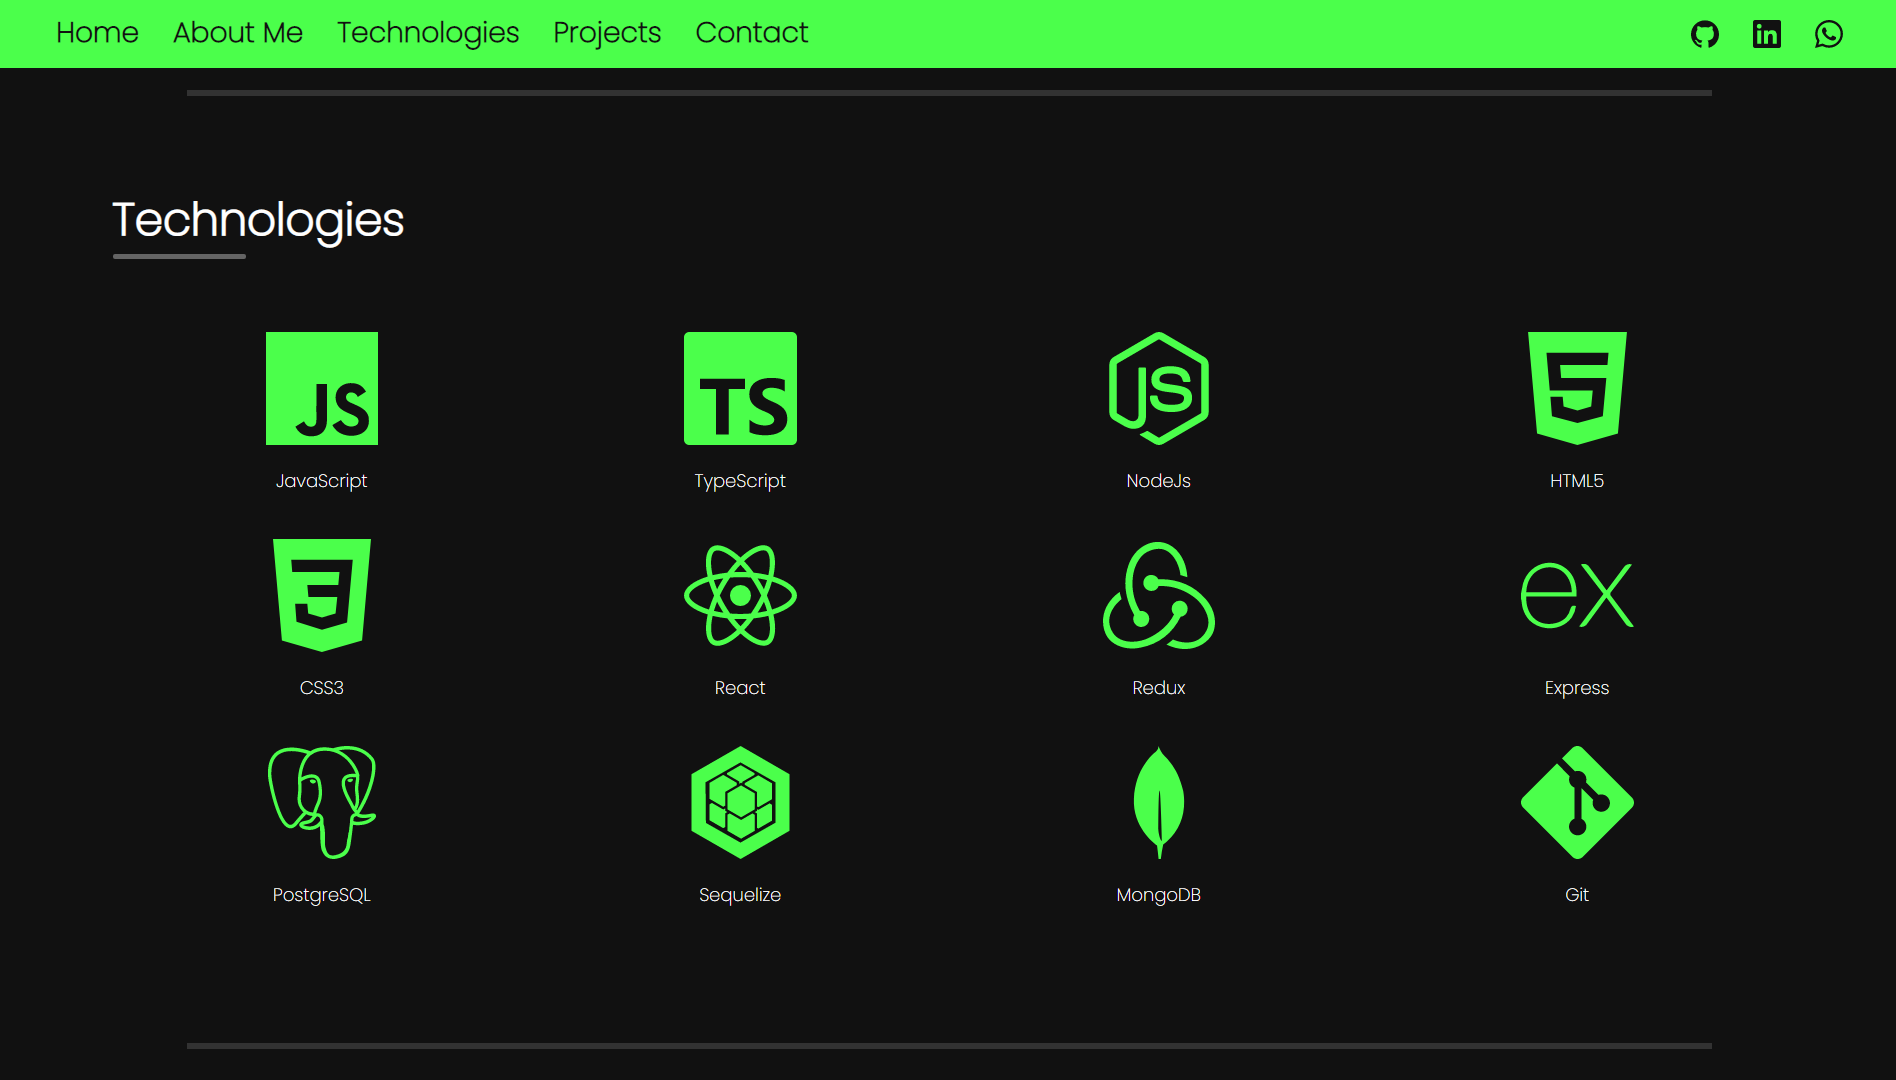 Home About Me Technologies Projects Contact
Technologies
JS TS JS 5
JavaScript TypeScript NodeJs HTML5
3 ex
CSS3 React Redux Express
PostgreSQL Sequelize MongoDB Git